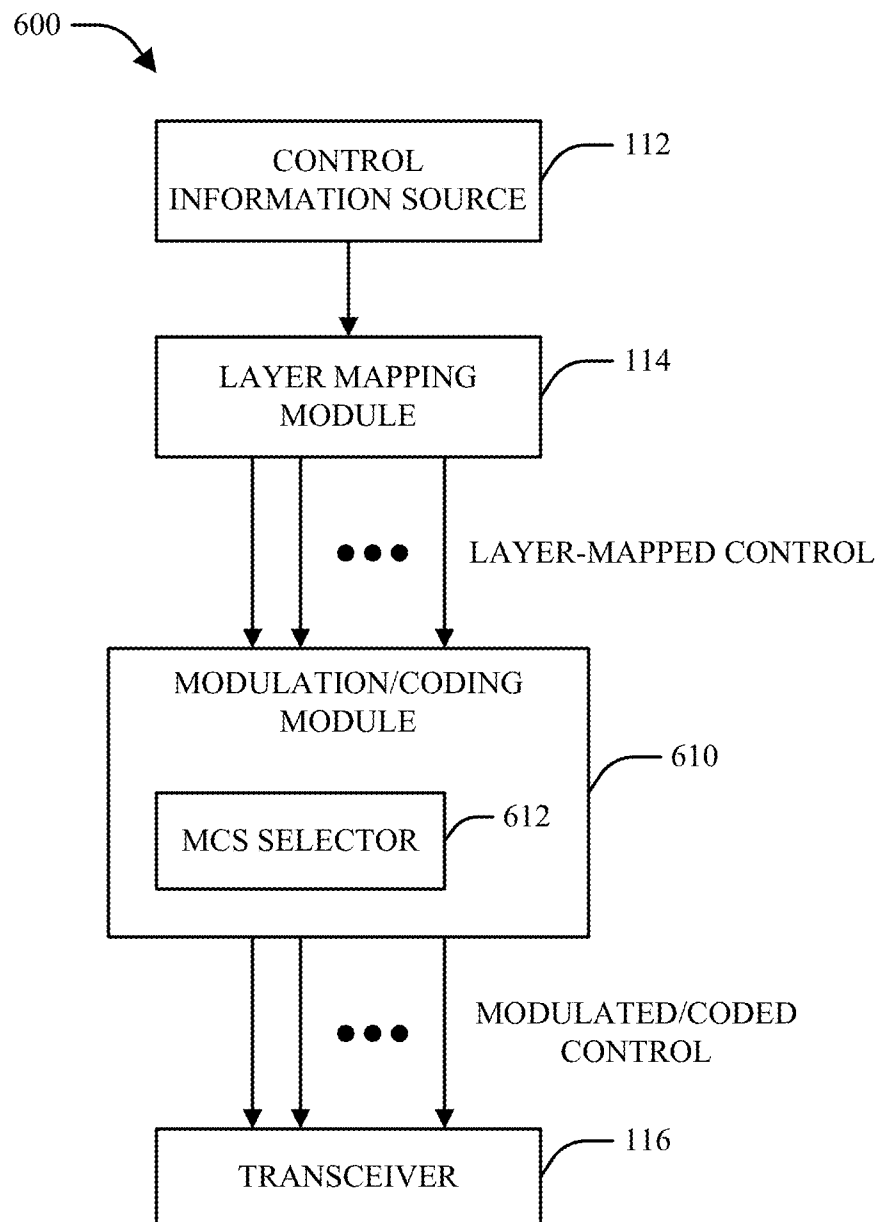 600
CONTROL
INFORMATION SOURCE
112
LAYER MAPPING
MODULE
114
LAYER-MAPPED CONTROL
MODULATION/CODING
MODULE
610
MCS SELECTOR
612
MODULATED/CODED
CONTROL
TRANSCEIVER
116